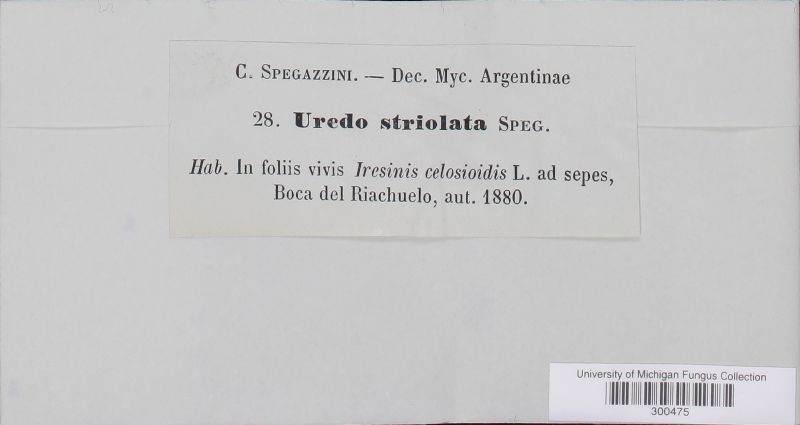 C. SPEGAZZINI. — Dec. Myc. Argentinae
28. Uredo striolata SPEG.
Hab. In foliis vivis Iresinis celosioidis L. ad sepes,
Boca del Riachuelo, aut. 1880.
University of Michigan Fungus Collection
300475